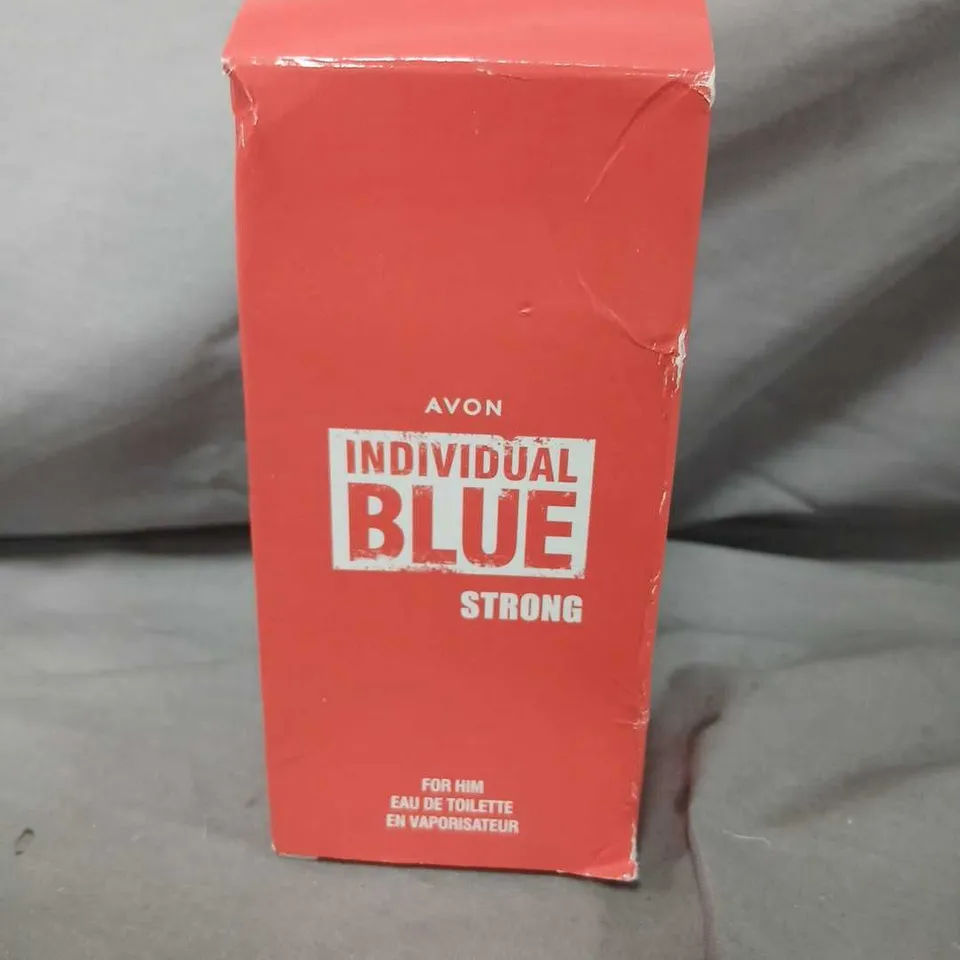 AVON
INDIVIDUAL
BLUE
STRONG
FOR HIM
EAU DE TOILETTE
EN VAPORISATEUR